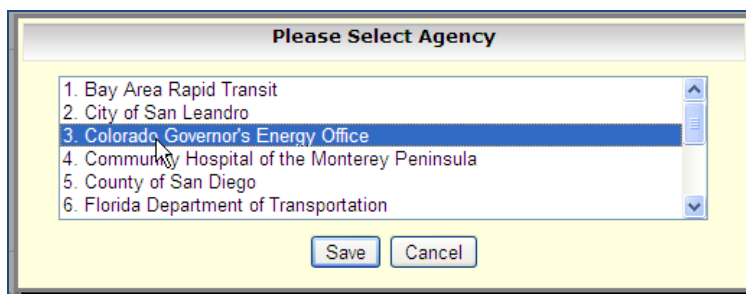 Please Select Agency
1. Bay Area Rapid Transit
2. City of San Leandro
3. Colorado Governor's Energy Office
4. Community Hospital of the Monterey Peninsula
5. County of San Diego
6. Florida Department of Transportation
Save Cancel